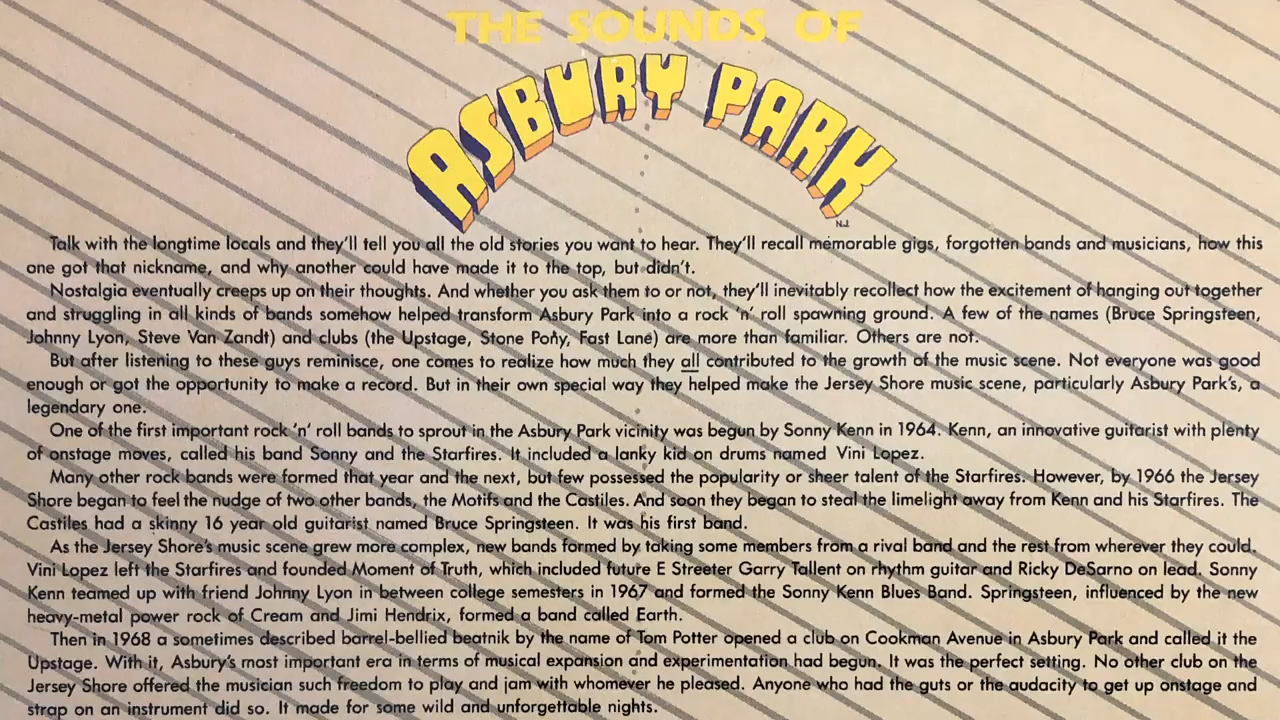 THE SOUNDS OF
ASBURY PARK
N.J.
Talk with the longtime locals and they'll tell you all the old stories you want to hear. They'll recall memorable gigs, forgotten bands and musicians, how this
one got that nickname, and why another could have made it to the top, but didn't.
Nostalgia eventually creeps up on their thoughts. And whether you ask them to or not, they'll inevitably recollect how the excitement of hanging out together
and struggling in all kinds of bands somehow helped transform Asbury Park into a rock 'n' roll spawning ground. A few of the names (Bruce Springsteen,
Johnny Lyon, Steve Van Zandt) and clubs (the Upstage, Stone Pony, Fast Lane) are more than familiar. Others are not.
But after listening to these guys reminisce, one comes to realize how much they all contributed to the growth of the music scene. Not everyone was good
enough or got the opportunity to make a record. But in their own special way they helped make the Jersey Shore music scene, particularly Asbury Park's, a
legendary one.
One of the first important rock 'n' roll bands to sprout in the Asbury Park vicinity was begun by Sonny Kenn in 1964. Kenn, an innovative guitarist with plenty
of onstage moves, called his band Sonny and the Starfires. It included a lanky kid on drums named Vini Lopez.
Many other rock bands were formed that year and the next, but few possessed the popularity or sheer talent of the Starfires. However, by 1966 the Jersey
Shore began to feel the nudge of two other bands, the Motifs and the Castiles. And soon they began to steal the limelight away from Kenn and his Starfires. The
Castiles had a skinny 16 year old guitarist named Bruce Springsteen. It was his first band.
As the Jersey Shore's music scene grew more complex, new bands formed by taking some members from a rival band and the rest from wherever they could.
Vini Lopez left the Starfires and founded Moment of Truth, which included future E Streeter Garry Tallent on rhythm guitar and Ricky DeSarno on lead. Sonny
Kenn teamed up with friend Johnny Lyon in between college semesters in 1967 and formed the Sonny Kenn Blues Band. Springsteen, influenced by the new
heavy-metal power rock of Cream and Jimi Hendrix, formed a band called Earth.
Then in 1968 a sometimes described barrel-bellied beatnik by the name of Tom Potter opened a club on Cookman Avenue in Asbury Park and called it the
Upstage. With it, Asbury's most important era in terms of musical expansion and experimentation had begun. It was the perfect setting. No other club on the
Jersey Shore offered the musician such freedom to play and jam with whomever he pleased. Anyone who had the guts or the audacity to get up onstage and
strap on an instrument did so. It made for some wild and unforgettable nights.